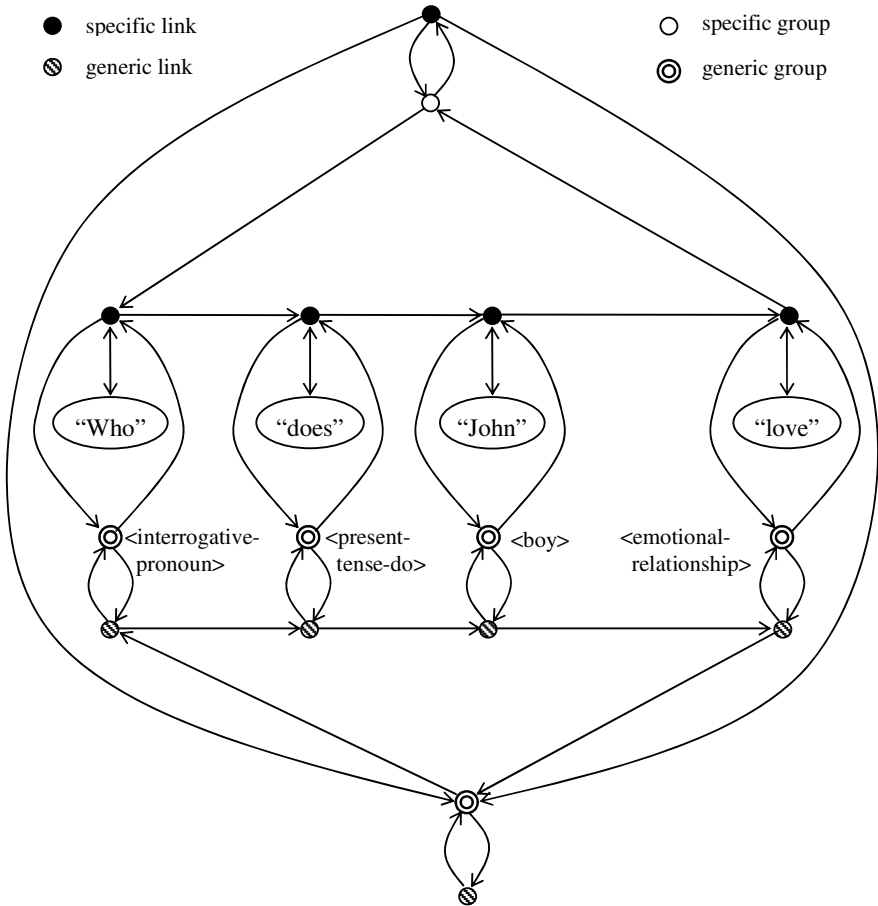 specific link
specific group
generic link
generic group
“Who”
“does”
“John”
“love”
<interrogative-
pronoun>
<present-
tense-do>
<boy>
<emotional-
relationship>